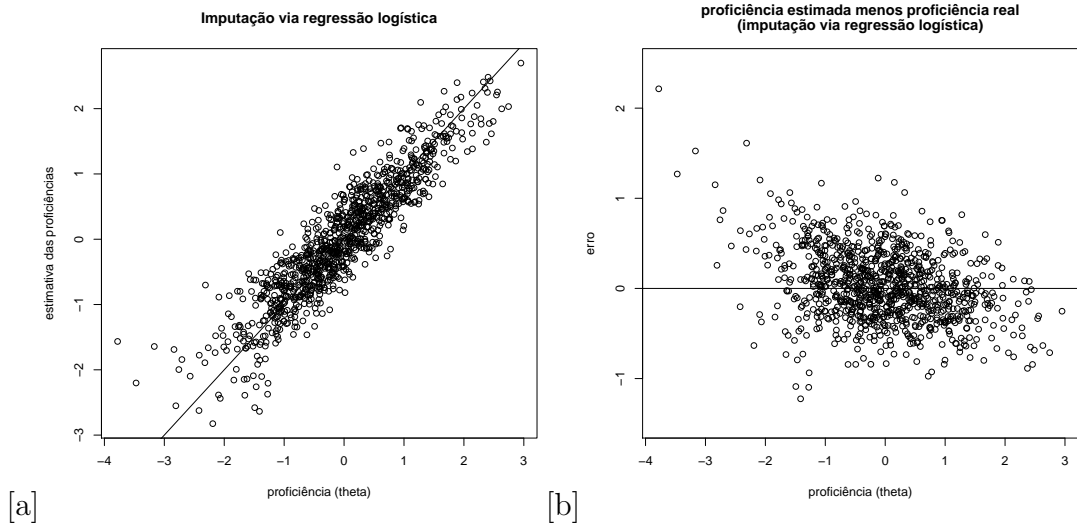 Imputação via regressão logística
2
1
0
−1
−2
−3
estimativa das proficiências
−4 −3 −2 −1 0 1 2 3
proficiência (theta)
[a]
proficiência estimada menos proficiência real
(imputação via regressão logística)
2
1
0
−1
erro
−4 −3 −2 −1 0 1 2 3
proficiência (theta)
[b]